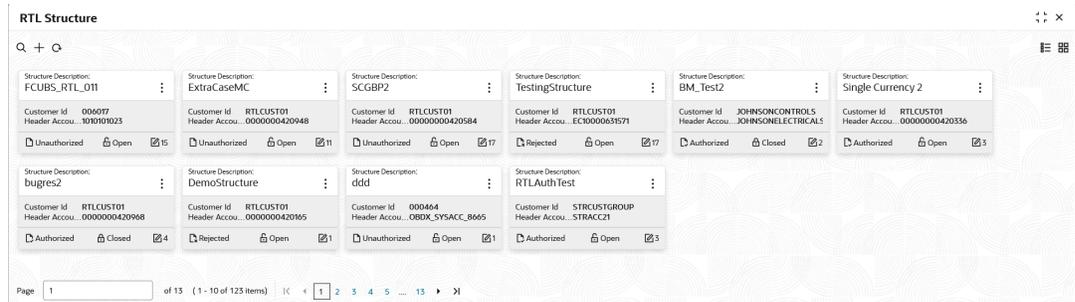 RTL Structure
Structure Description:
FCUBS_RTL_011
Customer Id 006017
Header Accou... 1010101023
Unauthorized Open 15
Structure Description:
ExtraCaseMC
Customer Id RTLCUST01
Header Accou... 0000000420948
Unauthorized Open 11
Structure Description:
SCGBP2
Customer Id RTLCUST01
Header Accou... 00000000420584
Unauthorized Open 17
Structure Description:
TestingStructure
Customer Id RTLCUST01
Header Accou... EC10000631571
Rejected Open 17
Structure Description:
BM_Test2
Customer Id JOHNSONCONTROLS
Header Accou... JOHNSONELECTRICALS
Authorized Closed 2
Structure Description:
Single Currency 2
Customer Id RTLCUST01
Header Accou... 00000000420336
Authorized Open 3
Structure Description:
bugres2
Customer Id RTLCUST01
Header Accou... 0000000420968
Authorized Closed 4
Structure Description:
DemoStructure
Customer Id RTLCUST01
Header Accou... 0000000420165
Rejected Open 1
Structure Description:
ddd
Customer Id 000464
Header Accou... OBDX_SYSACC_8665
Unauthorized Open 1
Structure Description:
RTLAuthTest
Customer Id STRCUSTGROUP
Header Accou... STRACC21
Authorized Open 3
Page 1 of 13 (1 - 10 of 123 items) 1 2 3 4 5 .... 13